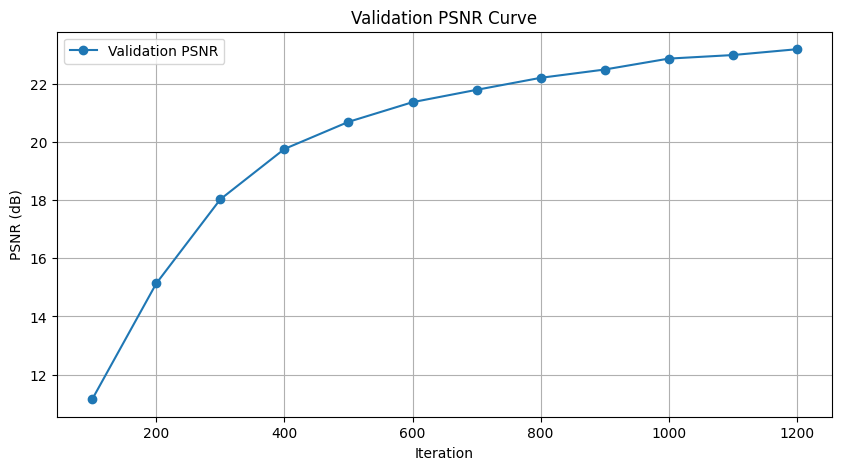 Validation PSNR Curve
Validation PSNR
PSNR (dB)
22
20
18
16
14
12
200 400 600 800 1000 1200
Iteration